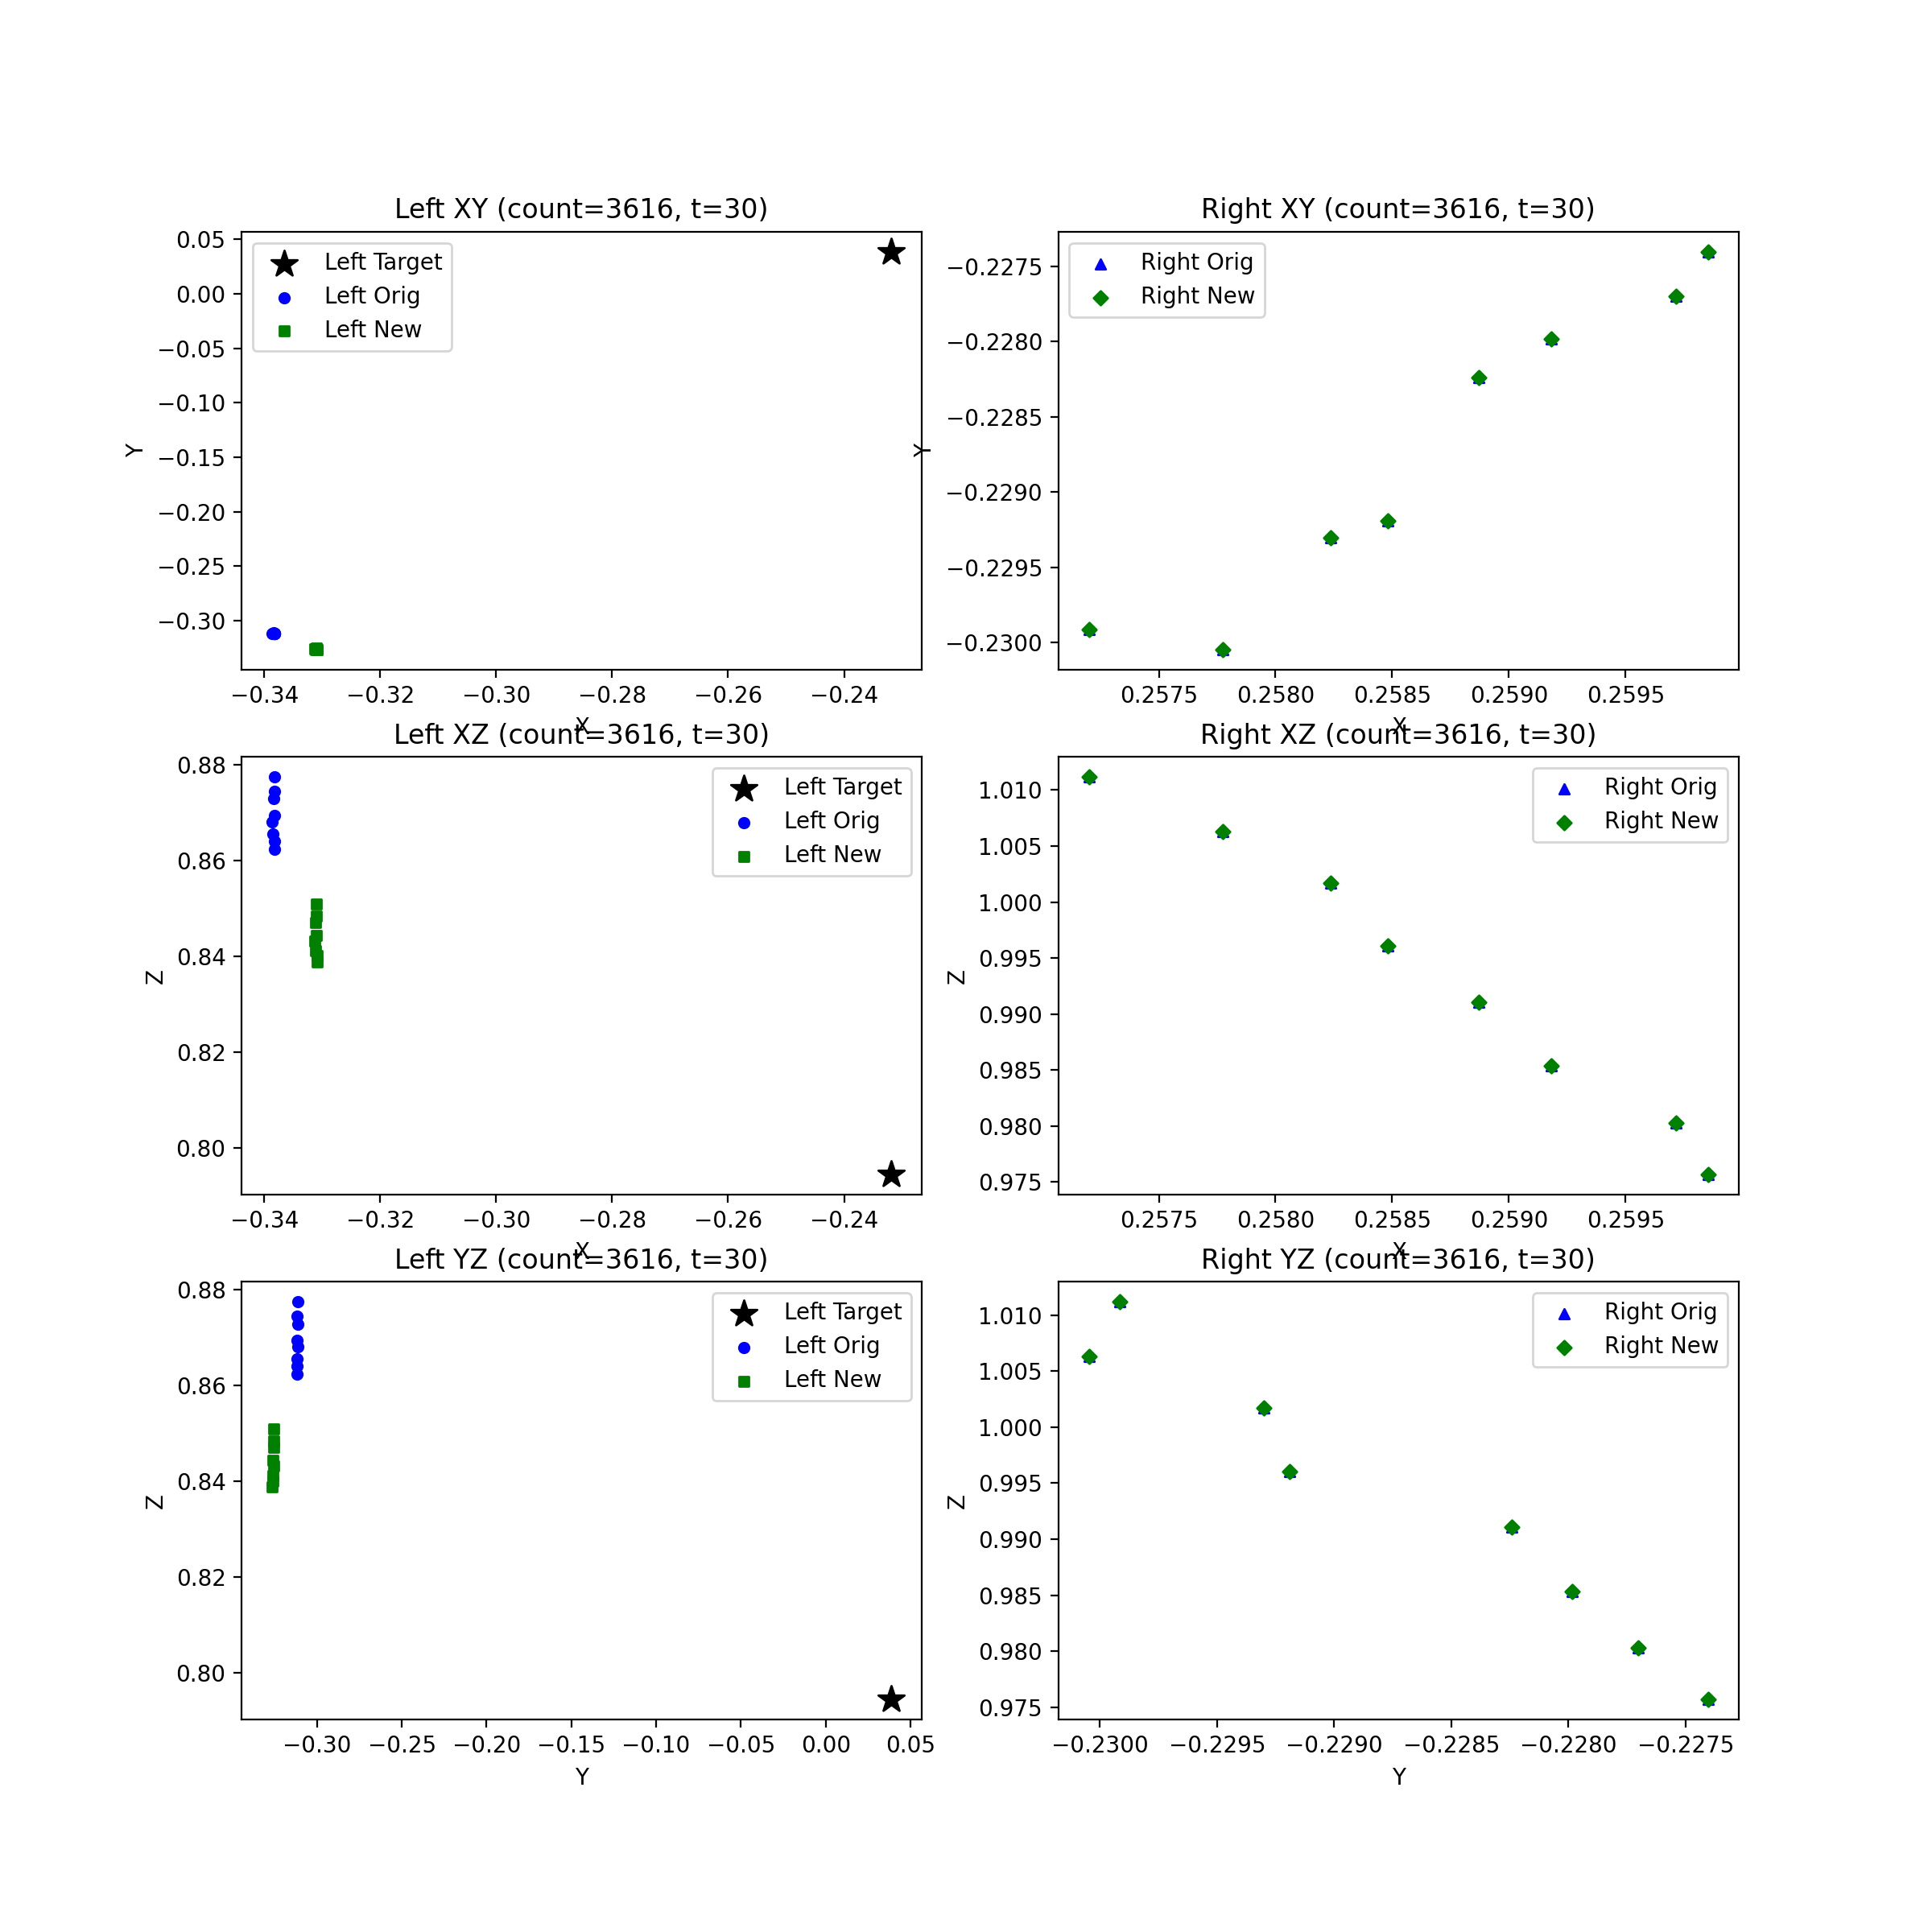 Left XY (count=3616, t=30)
Left Target
Left Orig
Left New
0.05
0.00
−0.05
−0.10
−0.15
−0.20
−0.25
−0.30
Y
−0.34 −0.32 −0.30 −0.28 −0.26 −0.24
X
Right XY (count=3616, t=30)
Right Orig
Right New
−0.2275
−0.2280
−0.2285
−0.2290
−0.2295
−0.2300
Y
0.2575 0.2580 0.2585 0.2590 0.2595
X
Left XZ (count=3616, t=30)
Left Target
Left Orig
Left New
0.88
0.86
0.84
0.82
0.80
Z
−0.34 −0.32 −0.30 −0.28 −0.26 −0.24
X
Right XZ (count=3616, t=30)
Right Orig
Right New
1.010
1.005
1.000
0.995
0.990
0.985
0.980
0.975
Z
0.2575 0.2580 0.2585 0.2590 0.2595
X
Left YZ (count=3616, t=30)
Left Target
Left Orig
Left New
0.88
0.86
0.84
0.82
0.80
Z
−0.30 −0.25 −0.20 −0.15 −0.10 −0.05 0.00 0.05
Y
Right YZ (count=3616, t=30)
Right Orig
Right New
1.010
1.005
1.000
0.995
0.990
0.985
0.980
0.975
Z
−0.2300 −0.2295 −0.2290 −0.2285 −0.2280 −0.2275
Y